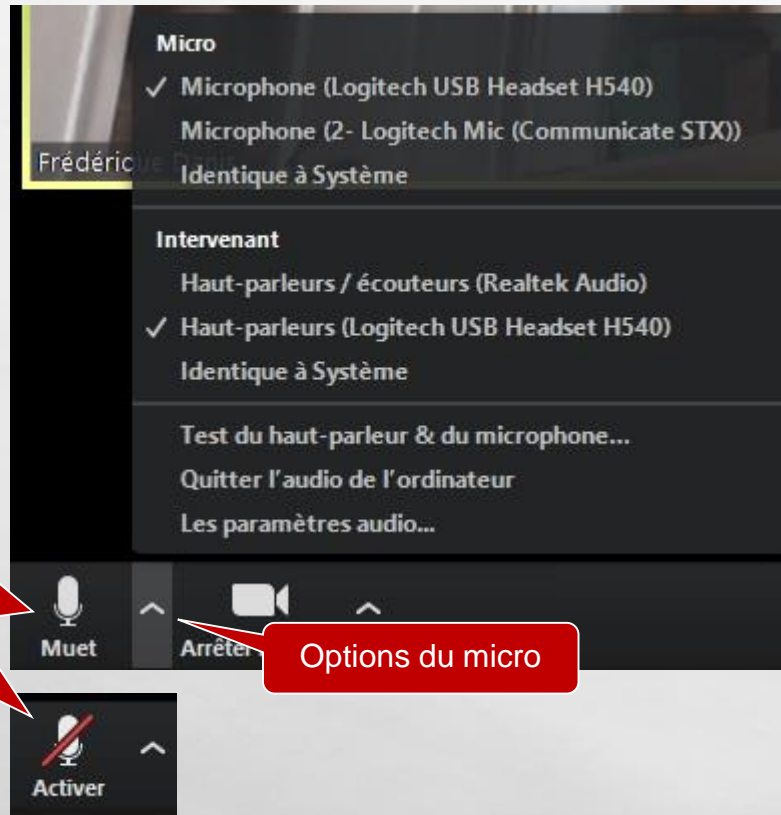 Micro
✓ Microphone (Logitech USB Headset H540)
Microphone (2- Logitech Mic (Communicate STX))
Identique à Système
Frédéric
Intervenant
Haut-parleurs / écouteurs (Realtek Audio)
✓ Haut-parleurs (Logitech USB Headset H540)
Identique à Système
Test du haut-parleur & du microphone...
Quitter l'audio de l'ordinateur
Les paramètres audio...
Muet
Arrêter
Options du micro
Activer